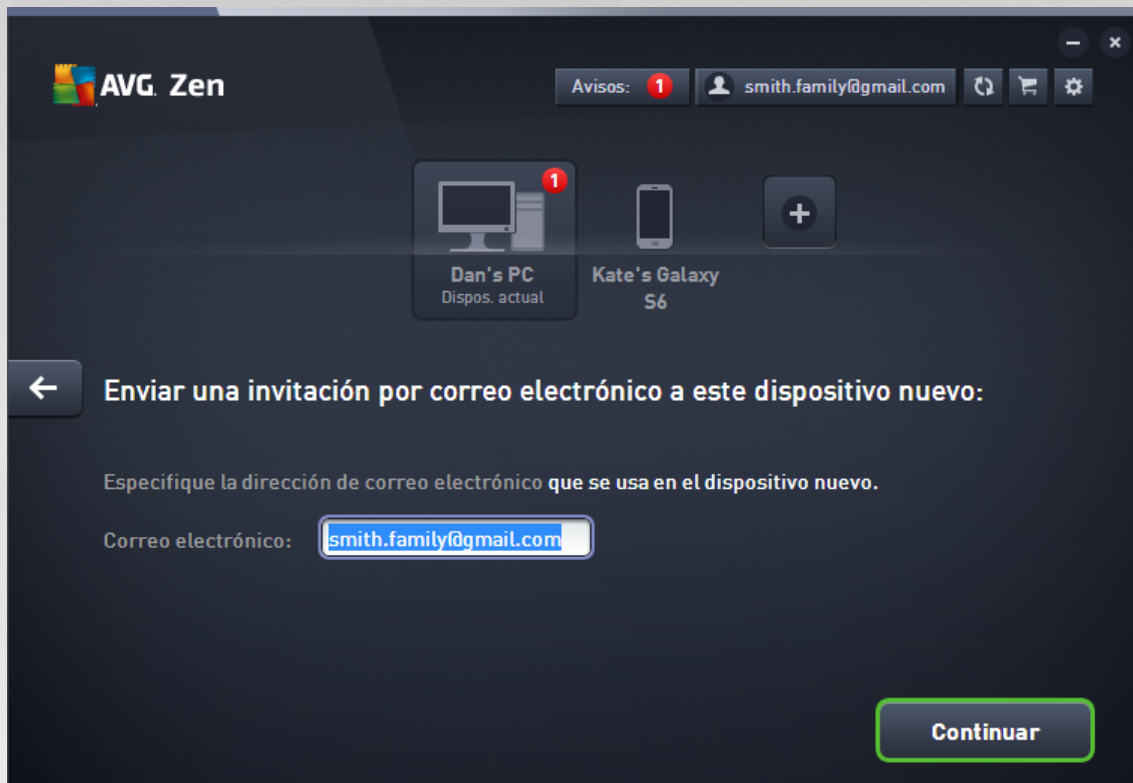 AVG. Zen
Avisos: 1
smith.family@gmail.com
1
Dan's PC
Dispos. actual
Kate's Galaxy
S6
Enviar una invitación por correo electrónico a este dispositivo nuevo:
Especifique la dirección de correo electrónico que se usa en el dispositivo nuevo.
Correo electrónico: smith.family@gmail.com
Continuar